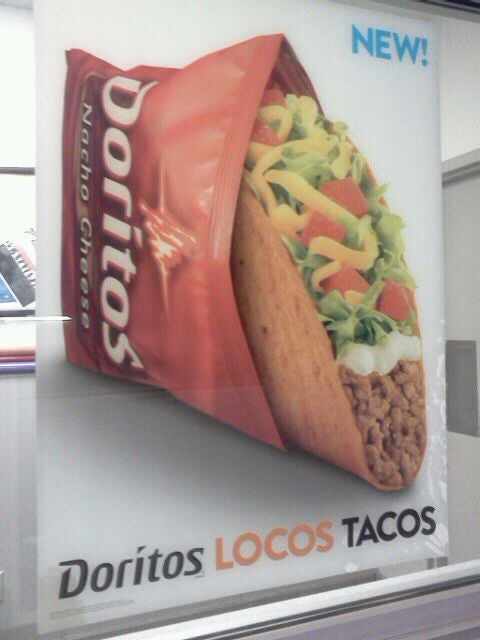 NEW!
Doritos
Nacho Cheese
Doritos LOCOS TACOS